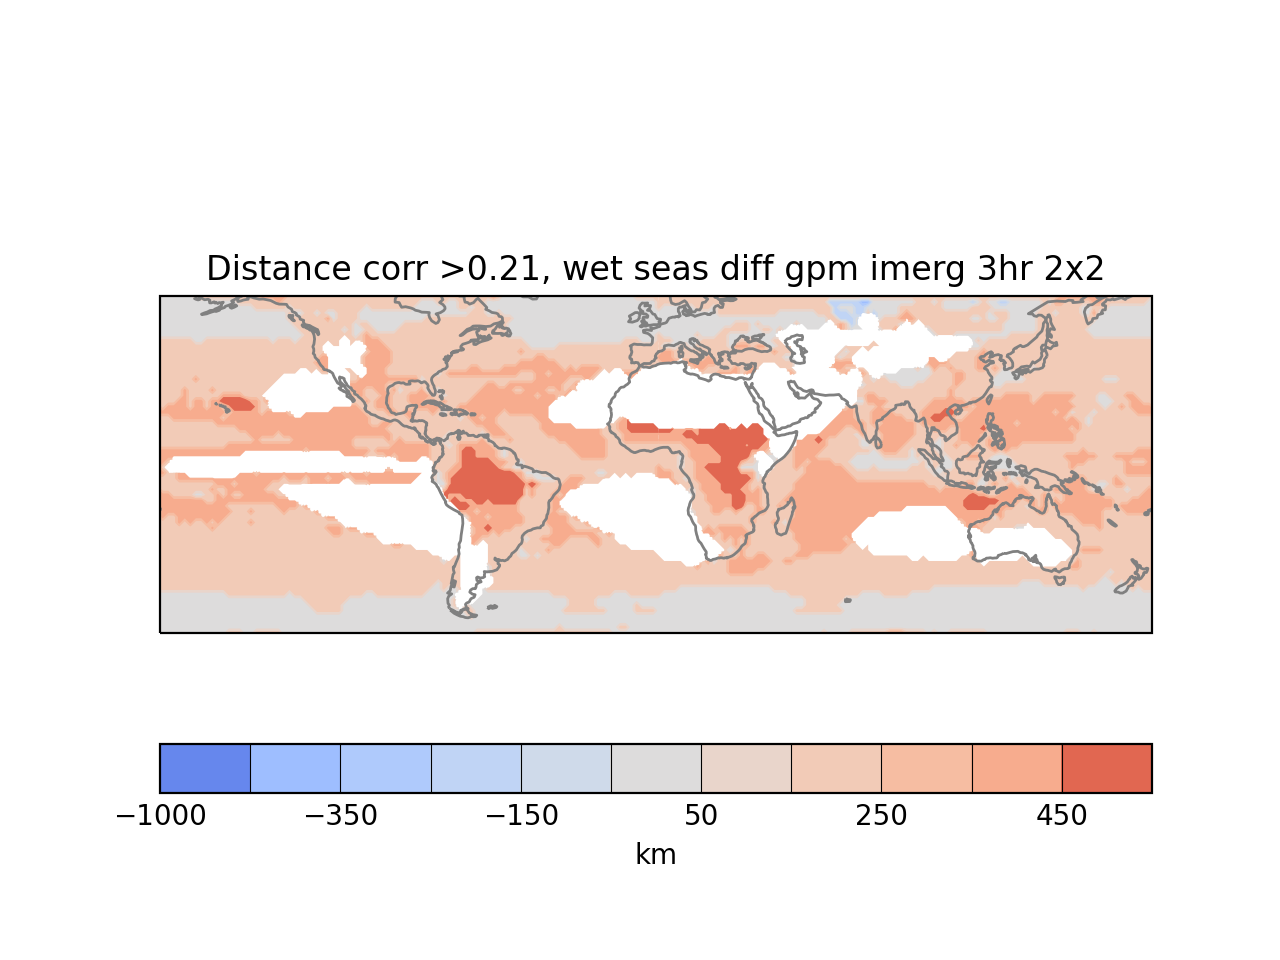 Distance corr >0.21, wet seas diff gpm imerg 3hr 2x2
−1000 −350 −150 50 250 450
km